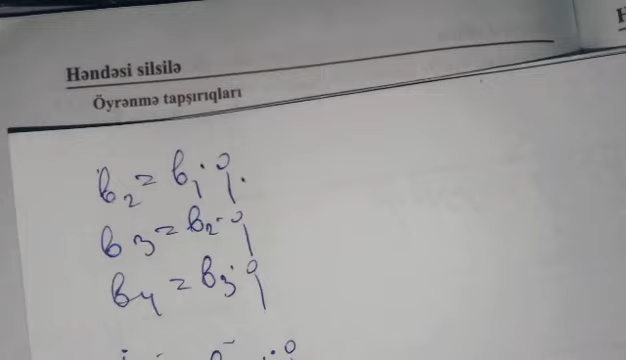 Həndəsi silsilə
Öyrənmə tapşırıqları
b₂ = b₁ · q.
b₃ = b₂ · q
b₄ = b₃ · q